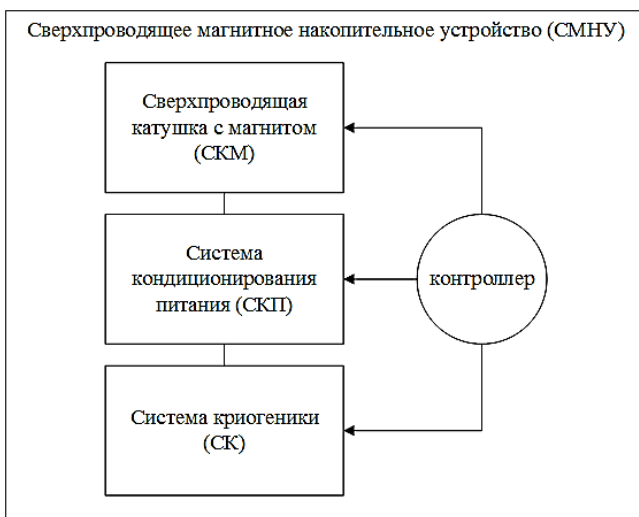 Сверхпроводящее магнитное накопительное устройство (СМНУ)
Сверхпроводящая
катушка с магнитом
(СКМ)
Система
кондиционирования
питания (СКП)
контроллер
Система криогеники
(СК)